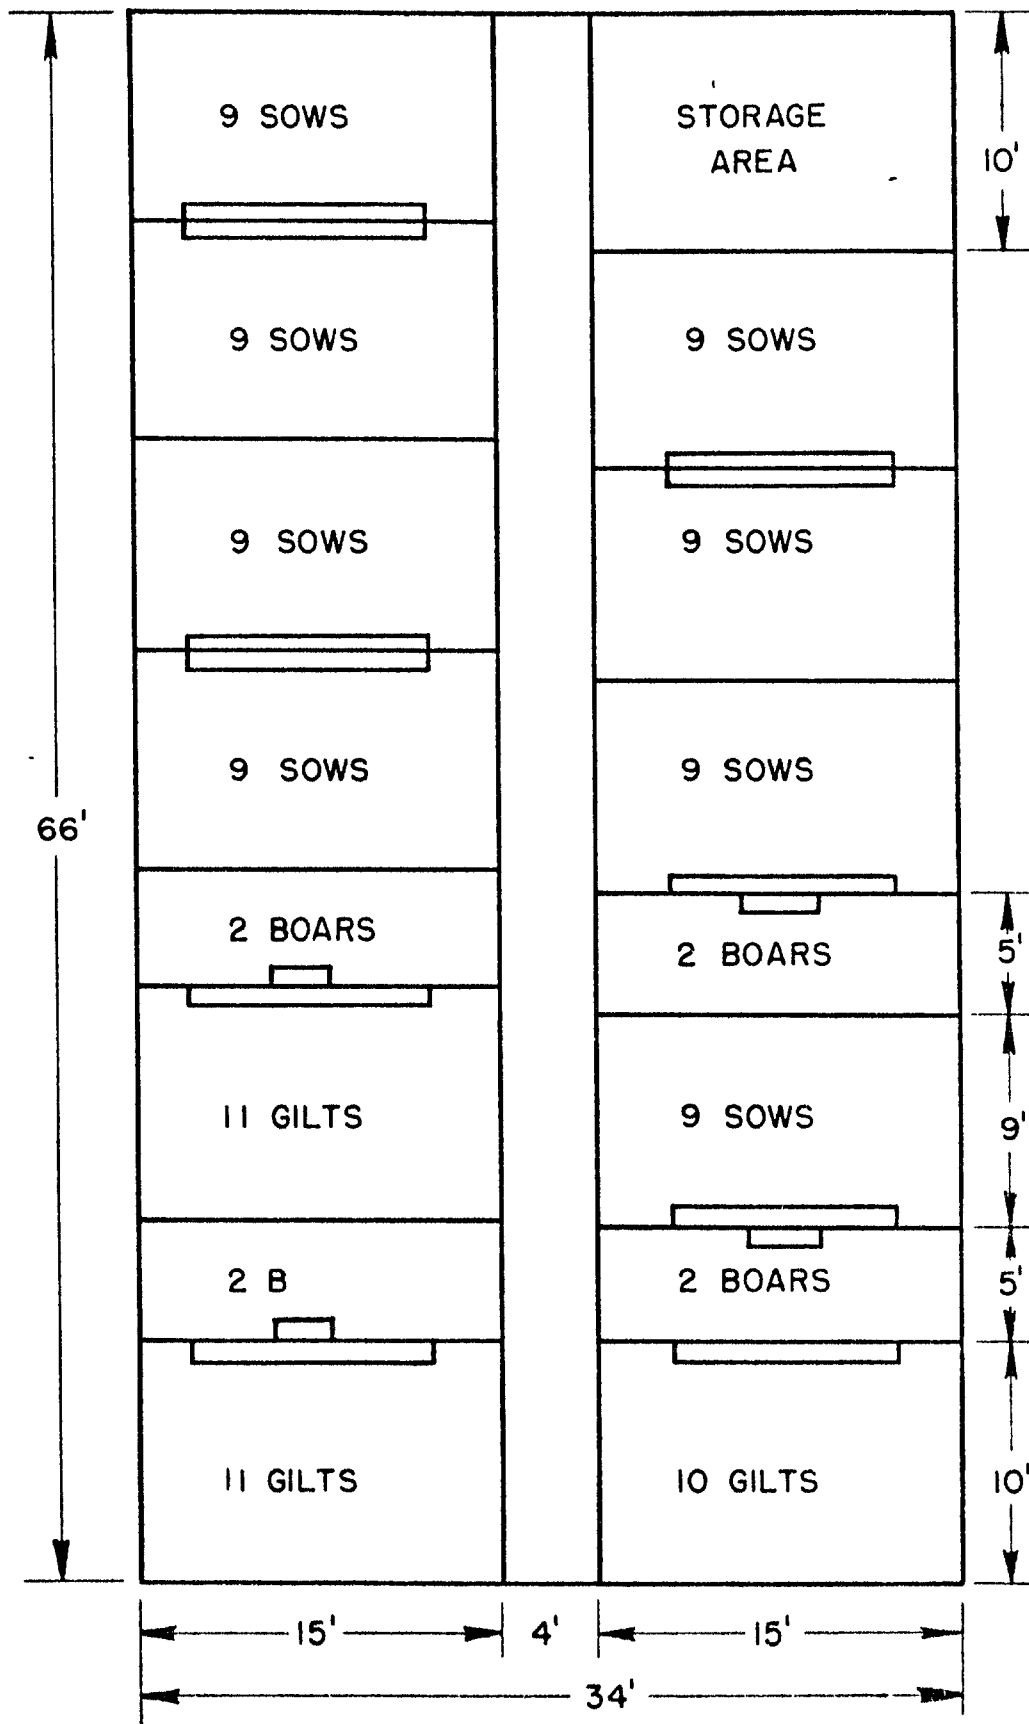 9 SOWS
STORAGE
AREA
10'
9 SOWS
9 SOWS
9 SOWS
9 SOWS
9 SOWS
9 SOWS
66'
2 BOARS
2 BOARS
5'
11 GILTS
9 SOWS
9'
2 B
2 BOARS
5'
11 GILTS
10 GILTS
10'
15'
4'
15'
34'